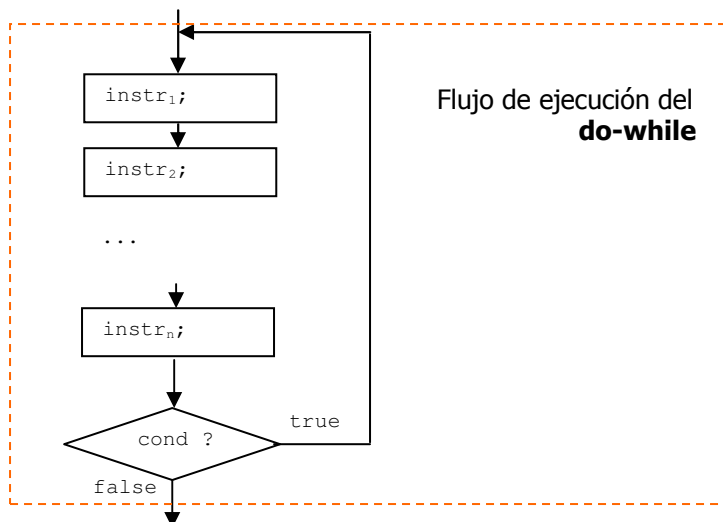 instr₁;
Flujo de ejecución del
do-while
instr₂;
...
instrₙ;
true
cond ?
false